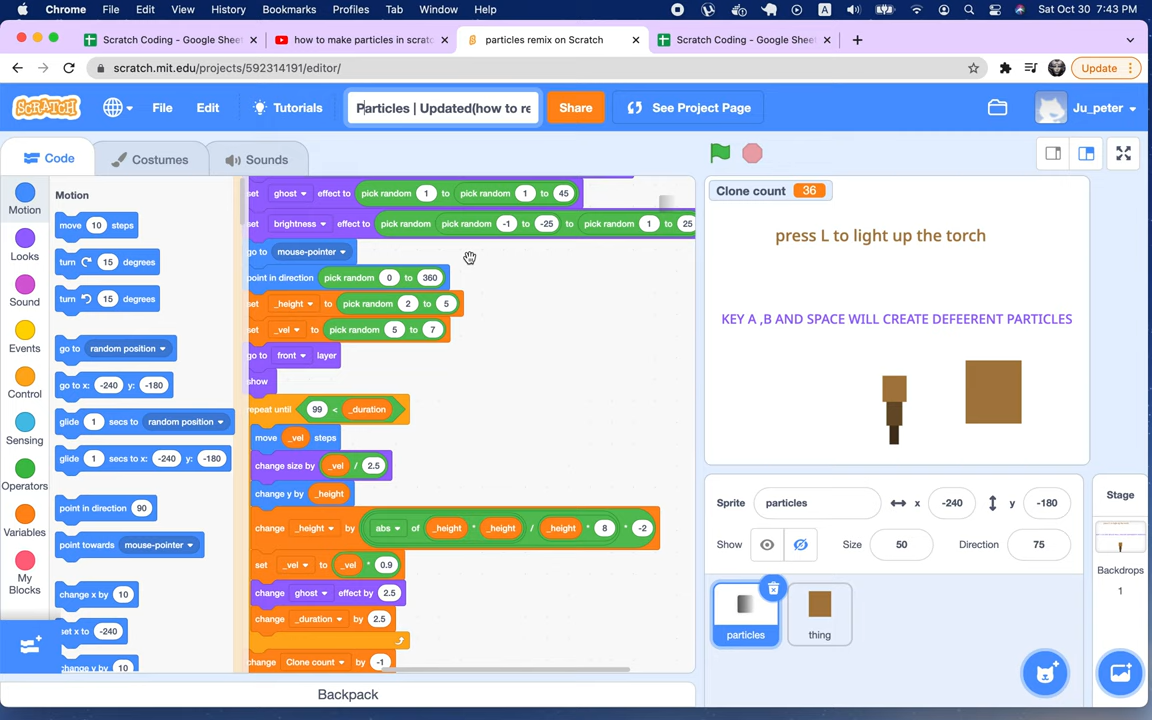 Chrome File Edit View History Bookmarks Profiles Tab Window Help A Sat Oct 30 7:43 PM
Scratch Coding - Google Sheet how to make particles in scratc particles remix on Scratch Scratch Coding - Google Sheet
scratch.mit.edu/projects/592314191/editor/ Update
SCRATCH File Edit Tutorials Particles | Updated(how to re Share See Project Page Ju_peter
Code Costumes Sounds
Motion
Looks
Sound
Events
Control
Sensing
Operators
Variables
My Blocks
Motion
move 10 steps
turn 15 degrees
turn 15 degrees
go to random position
go to x: -240 y: -180
glide 1 secs to random position
glide 1 secs to x: -240 y: -180
point in direction 90
point towards mouse-pointer
change x by 10
set x to -240
change y by 10
set ghost effect to pick random 1 to pick random 1 to 45
set brightness effect to pick random pick random -1 to -25 to pick random 1 to 25
go to mouse-pointer
point in direction pick random 0 to 360
set _height to pick random 2 to 5
set _vel to pick random 5 to 7
go to front layer
show
repeat until 99 < _duration
move _vel steps
change size by _vel / 2.5
change y by _height
change _height by abs of _height * _height / _height * 8 * -2
set _vel to _vel * 0.9
change ghost effect by 2.5
change _duration by 2.5
change Clone count by -1
Backpack
Clone count 36
press L to light up the torch
KEY A ,B AND SPACE WILL CREATE DEFEERENT PARTICLES
Sprite particles x -240 y -180
Show Size 50 Direction 75
particles
thing
Stage
Backdrops
1